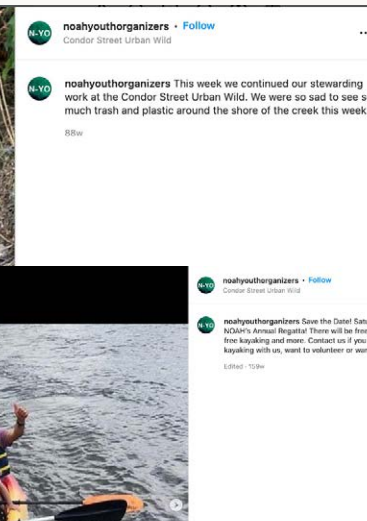 N-YO
noahyouthorganizers • Follow
Condor Street Urban Wild
N-YO
noahyouthorganizers This week we continued our stewarding
work at the Condor Street Urban Wild. We were so sad to see s
much trash and plastic around the shore of the creek this week
88w
N-YO
noahyouthorganizers • Follow
Condor Street Urban Wild
N-YO
noahyouthorganizers Save the Date! Satu
NOAH's Annual Regatta! There will be free
free kayaking and more. Contact us if you
kayaking with us, want to volunteer or wan
Edited · 159w